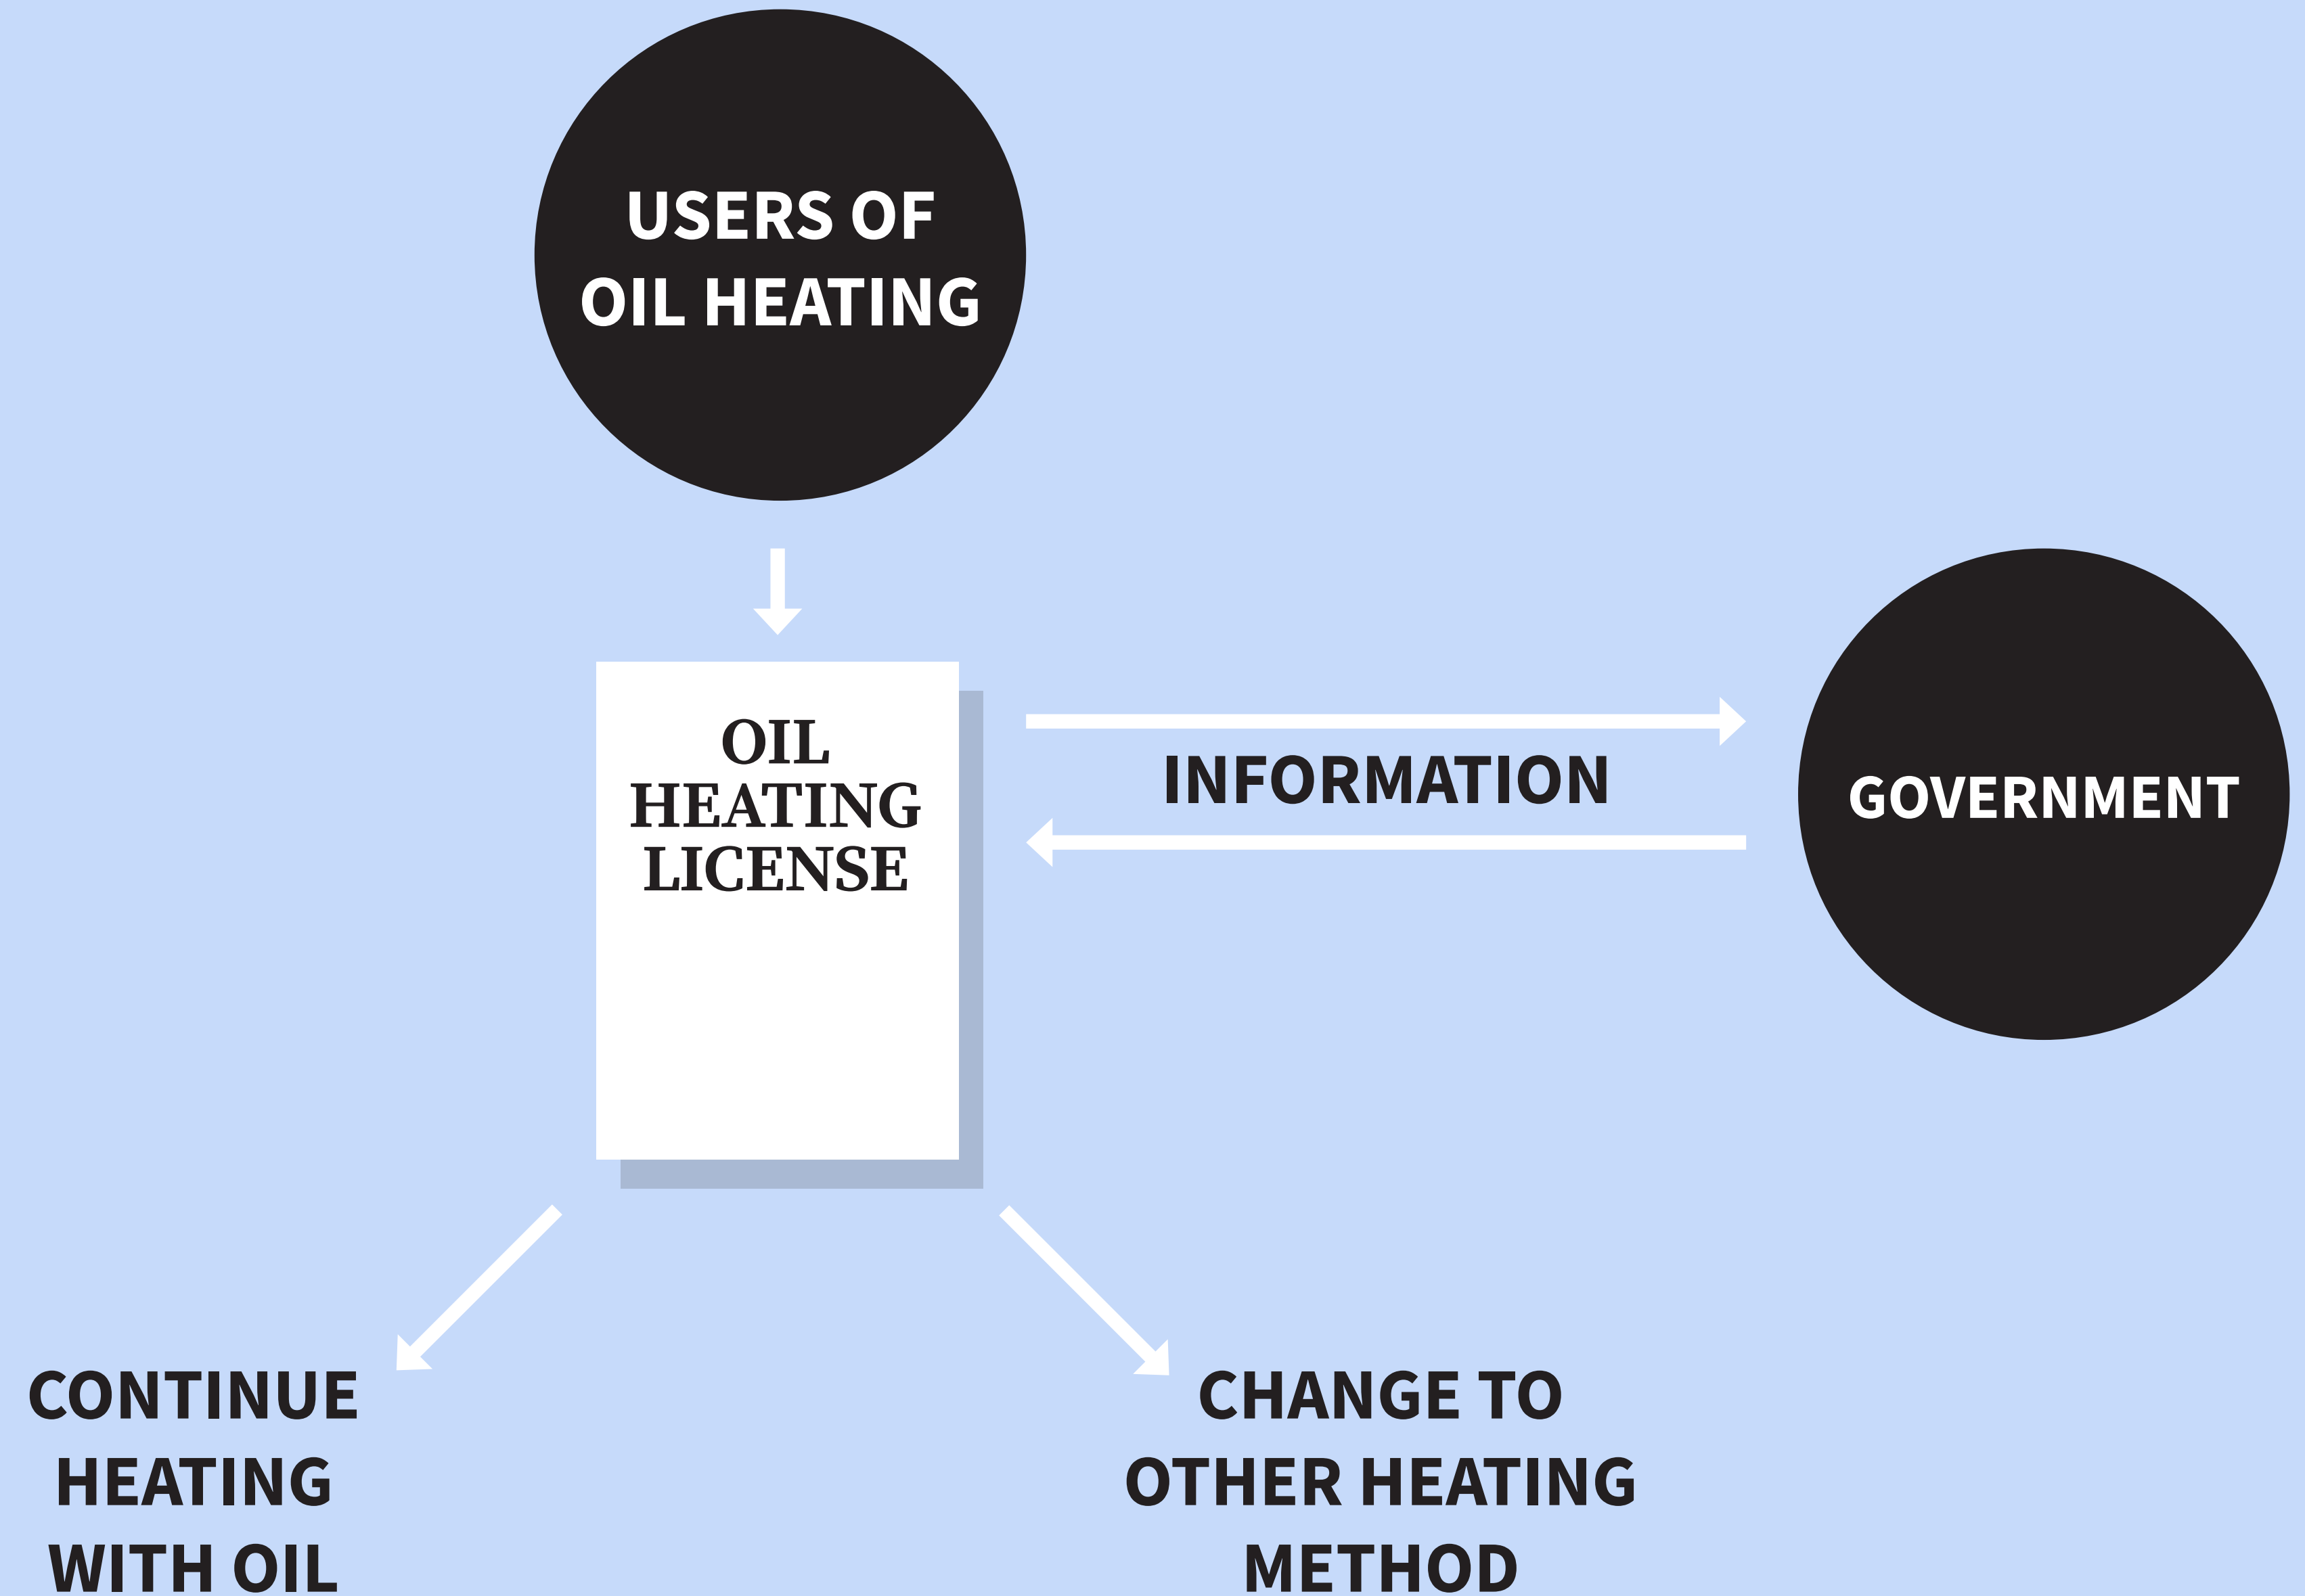 USERS OF
OIL HEATING
OIL
HEATING
LICENSE
INFORMATION
GOVERNMENT
CONTINUE
HEATING
WITH OIL
CHANGE TO
OTHER HEATING
METHOD